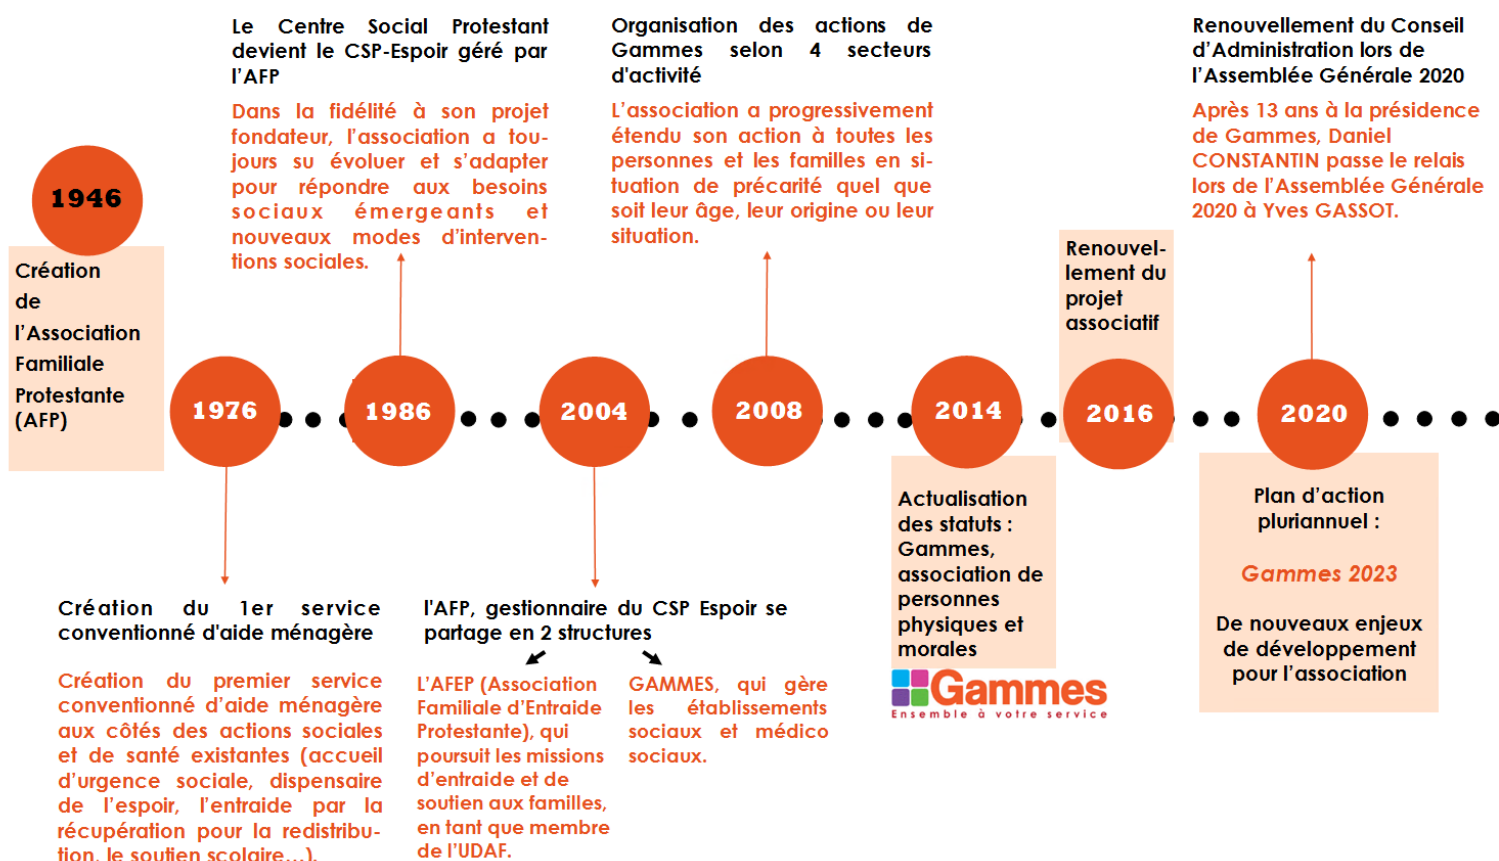 1946
Création
de
l'Association
Familiale
Protestante
(AFP)
1976
Création du 1er service
conventionné d'aide ménagère
Création du premier service
conventionné d'aide ménagère
aux côtés des actions sociales
et de santé existantes (accueil
d'urgence sociale, dispensaire
de l'espoir, l'entraide par la
récupération pour la redistribu-
tion, le soutien scolaire...).
Le Centre Social Protestant
devient le CSP-Espoir géré par
l'AFP
Dans la fidélité à son projet
fondateur, l'association a tou-
jours su évoluer et s'adapter
pour répondre aux besoins
sociaux émergeants et
nouveaux modes d'interven-
tions sociales.
1986
2004
l'AFP, gestionnaire du CSP Espoir se
partage en 2 structures
L'AFEP (Association
Familiale d'Entraide
Protestante), qui
poursuit les missions
d'entraide et de
soutien aux familles,
en tant que membre
de l'UDAF.
GAMMES, qui gère
les établissements
sociaux et médico
sociaux.
Organisation des actions de
Gammes selon 4 secteurs
d'activité
L'association a progressivement
étendu son action à toutes les
personnes et les familles en si-
tuation de précarité quel que
soit leur âge, leur origine ou leur
situation.
2008
2014
Actualisation
des statuts :
Gammes,
association de
personnes
physiques et
morales
Gammes
Ensemble à votre service
Renouvel-
lement du
projet
associatif
2016
Renouvellement du Conseil
d'Administration lors de
l'Assemblée Générale 2020
Après 13 ans à la présidence
de Gammes, Daniel
CONSTANTIN passe le relais
lors de l'Assemblée Générale
2020 à Yves GASSOT.
2020
Plan d'action
pluriannuel :
Gammes 2023
De nouveaux enjeux
de développement
pour l'association